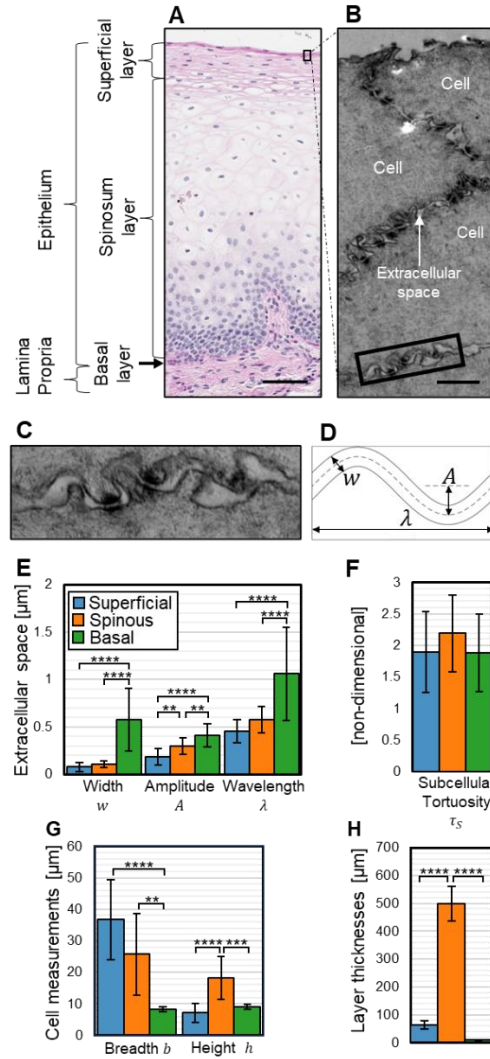 A
B
Superficial
layer
Epithelium
Spinosum
layer
Lamina
Propria
Basal
layer
Cell
Cell
Cell
Extracellular
space
C
D
w
A
λ
E
Extracellular space [µm]
2
1.5
1
0.5
0
Superficial
Spinous
Basal
****
****
****
**
**
****
****
Width
w
Amplitude
A
Wavelength
λ
F
[non-dimensional]
3
2.5
2
1.5
1
0.5
0
Subcellular
Tortuosity
τS
G
Cell measurements [µm]
60
50
40
30
20
10
0
****
**
****
***
Breadth b
Height h
H
Layer thicknesses [µm]
700
600
500
400
300
200
100
0
****
****